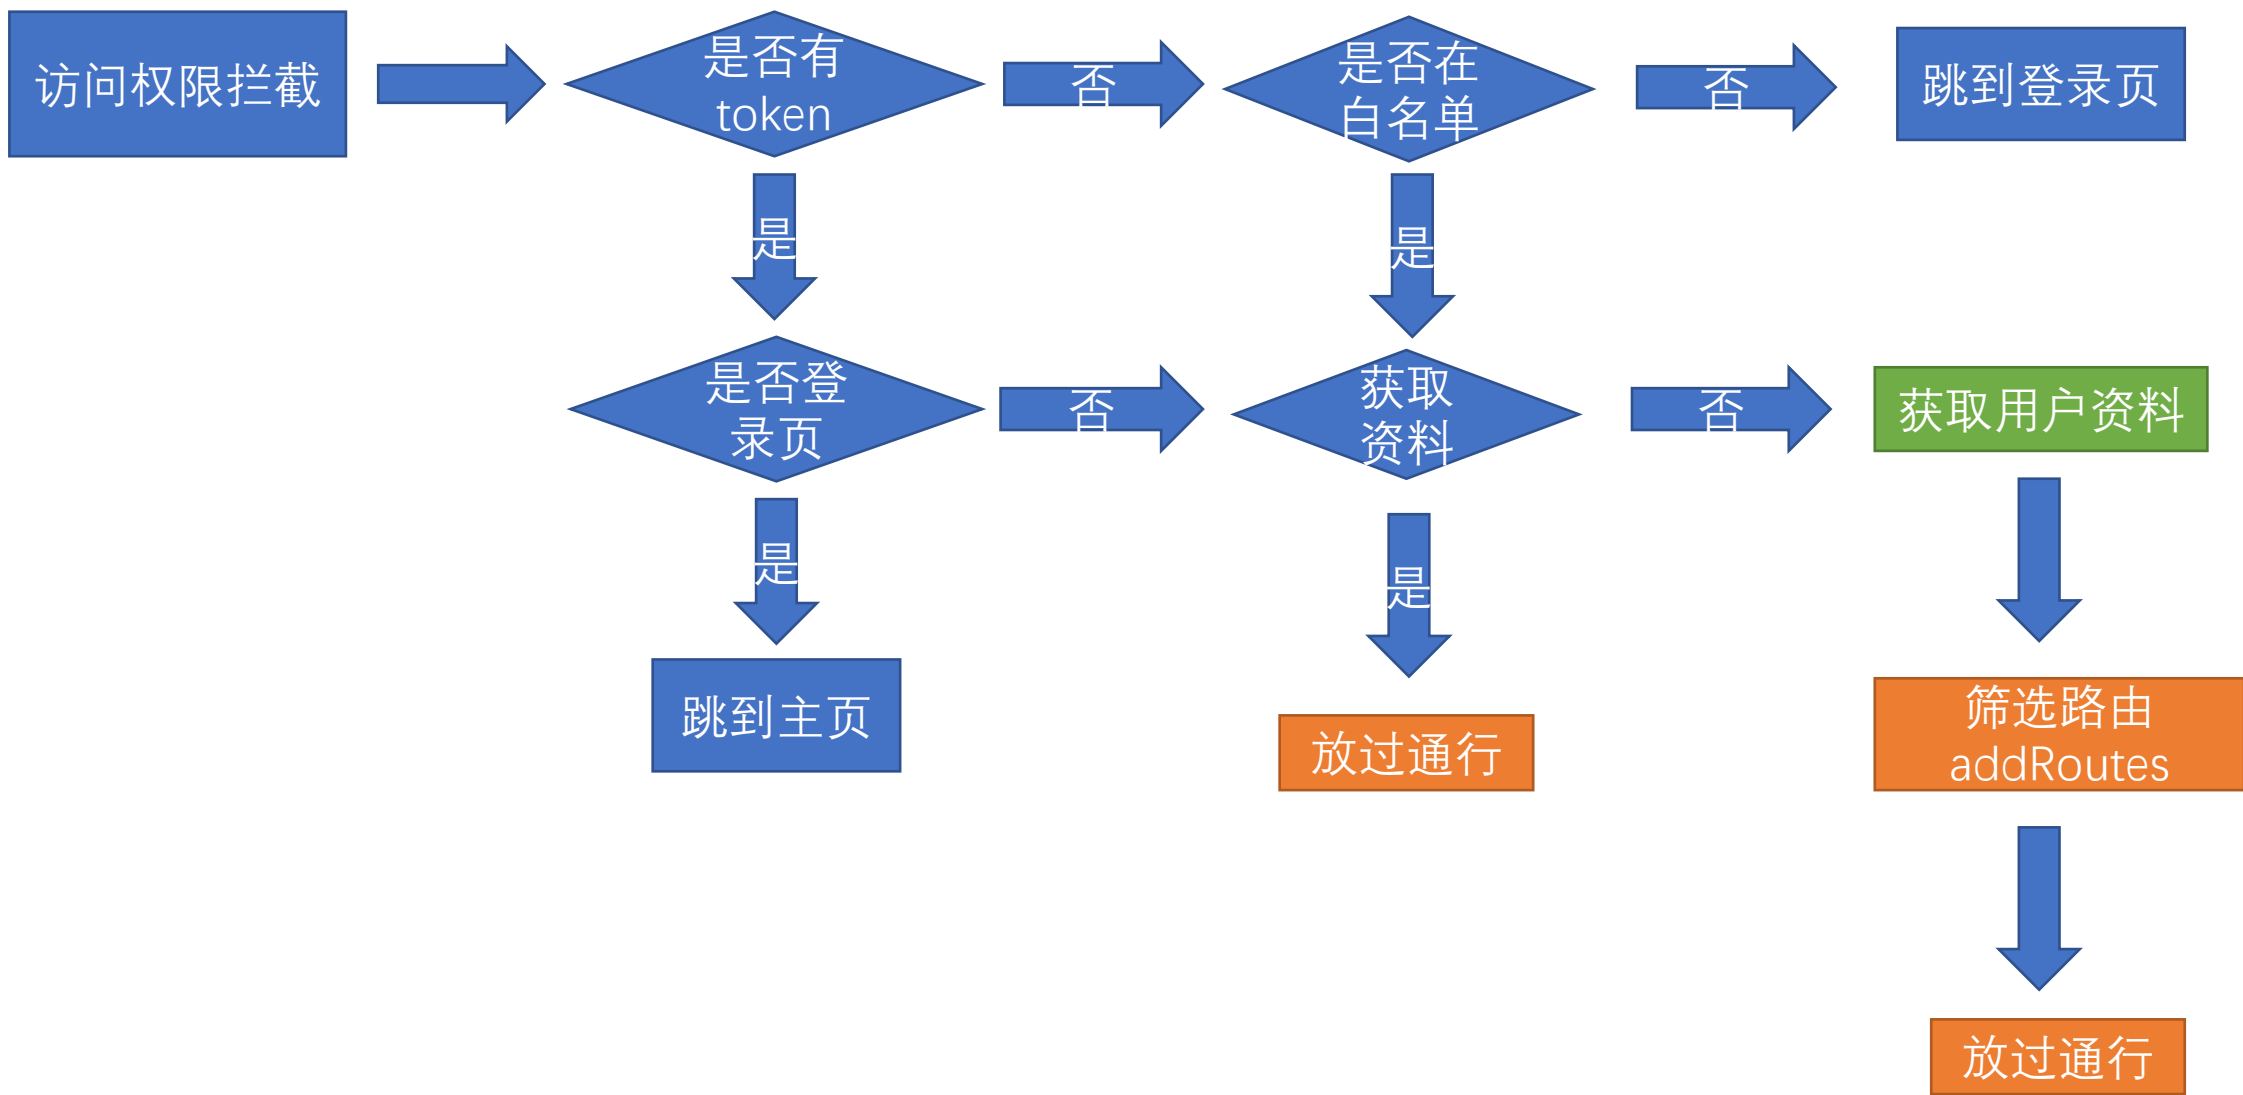 访问权限拦截
是否有
token
否
是否在
白名单
否
跳到登录页
是
是
是否登
录页
否
获取
资料
否
获取用户资料
是
是
跳到主页
放过通行
筛选路由
addRoutes
放过通行